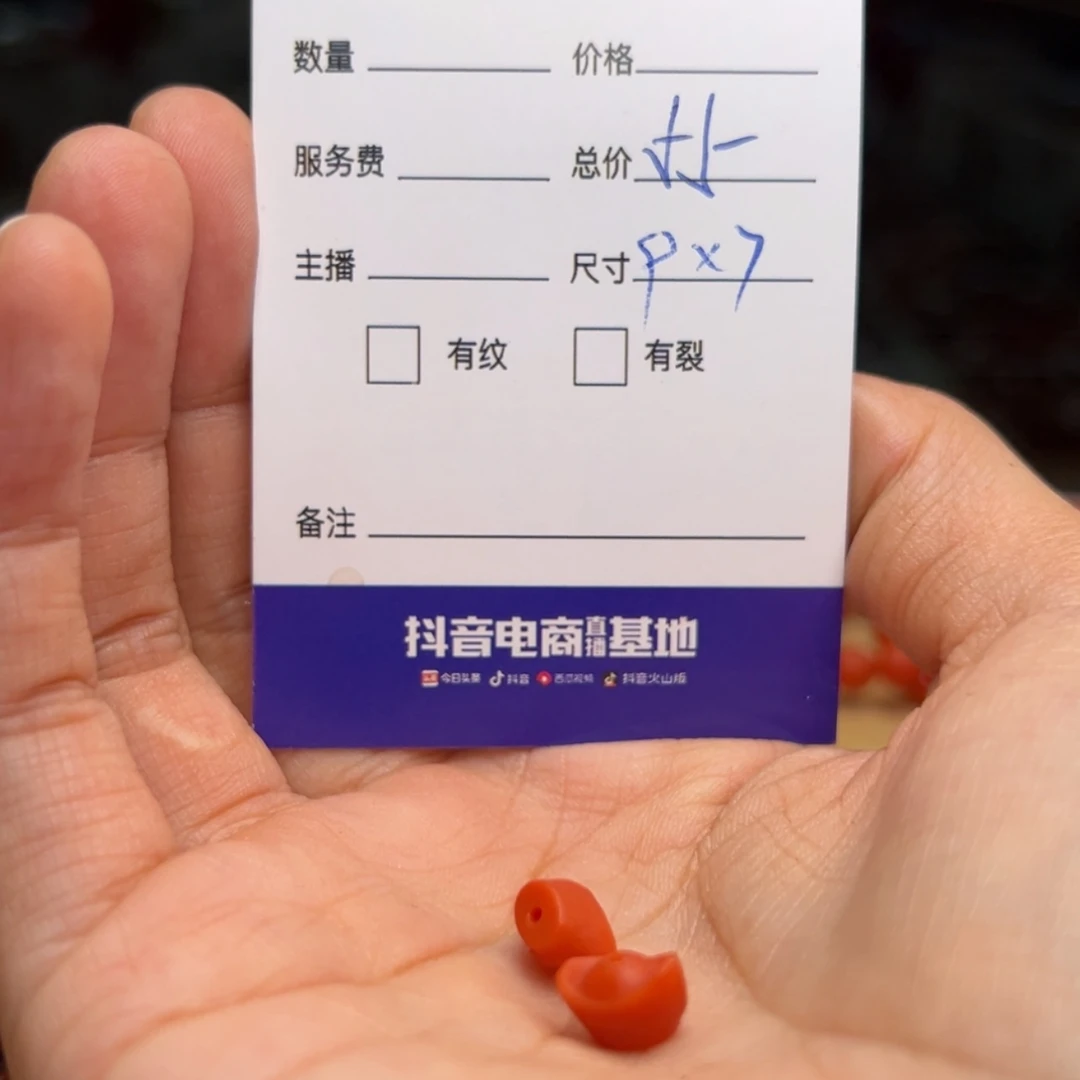 数量 价格
服务费 总价
主播 尺寸 9x7
有纹 有裂
备注
抖音电商直播基地
今日头条 抖音 西瓜视频 抖音火山版